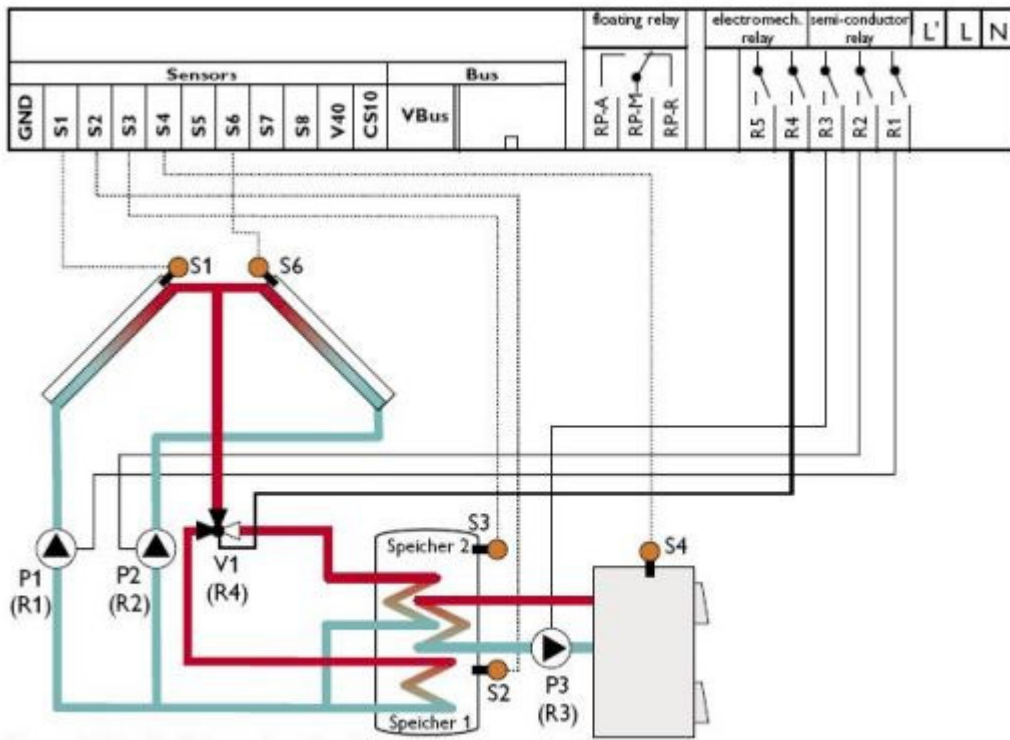 floating relay
electromech. relay
semi-conductor relay
L' L N
Sensors
Bus
GND
S1
S2
S3
S4
S5
S6
S7
S8
V40
CS10
VBus
RP-A
RP-M
RP-R
R5
R4
R3
R2
R1
S1
S6
S3
Speicher 2
S4
P1
(R1)
P2
(R2)
V1
(R4)
S2
P3
(R3)
Speicher 1